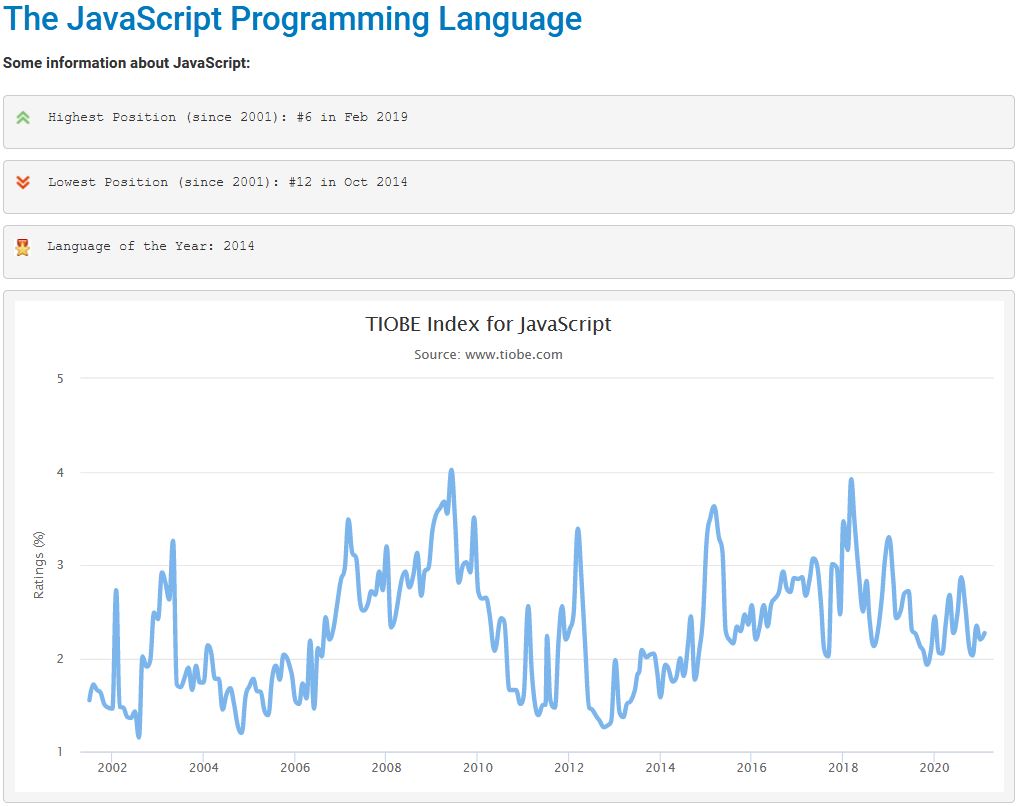 The JavaScript Programming Language
Some information about JavaScript:
Highest Position (since 2001): #6 in Feb 2019
Lowest Position (since 2001): #12 in Oct 2014
Language of the Year: 2014
TIOBE Index for JavaScript
Source: www.tiobe.com
5
4
3
2
1
Ratings (%)
2002 2004 2006 2008 2010 2012 2014 2016 2018 2020